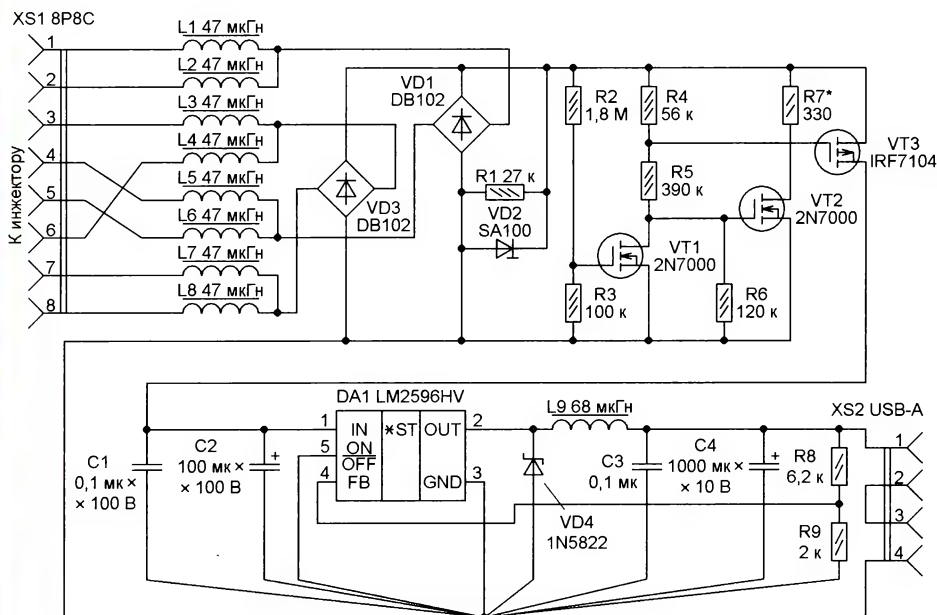 XS1 8P8C
1
2
3
4
5
6
7
8
К инжектору
L1 47 мкГн
L2 47 мкГн
L3 47 мкГн
L4 47 мкГн
L5 47 мкГн
L6 47 мкГн
L7 47 мкГн
L8 47 мкГн
VD1
DB102
VD3
DB102
R1 27 к
VD2
SA100
R2
1,8 М
R3
100 к
R4
56 к
R5
390 к
VT1
2N7000
R6
120 к
R7*
330
VT2
2N7000
VT3
IRF7104
C1
0,1 мк ×
× 100 В
C2
100 мк ×
× 100 В
+
DA1 LM2596HV
1
5
4
IN
ON
OFF
FB
*ST
OUT
GND
2
3
VD4
1N5822
L9 68 мкГн
C3
0,1 мк
C4
1000 мк ×
× 10 В
+
R8
6,2 к
R9
2 к
XS2 USB-A
1
2
3
4